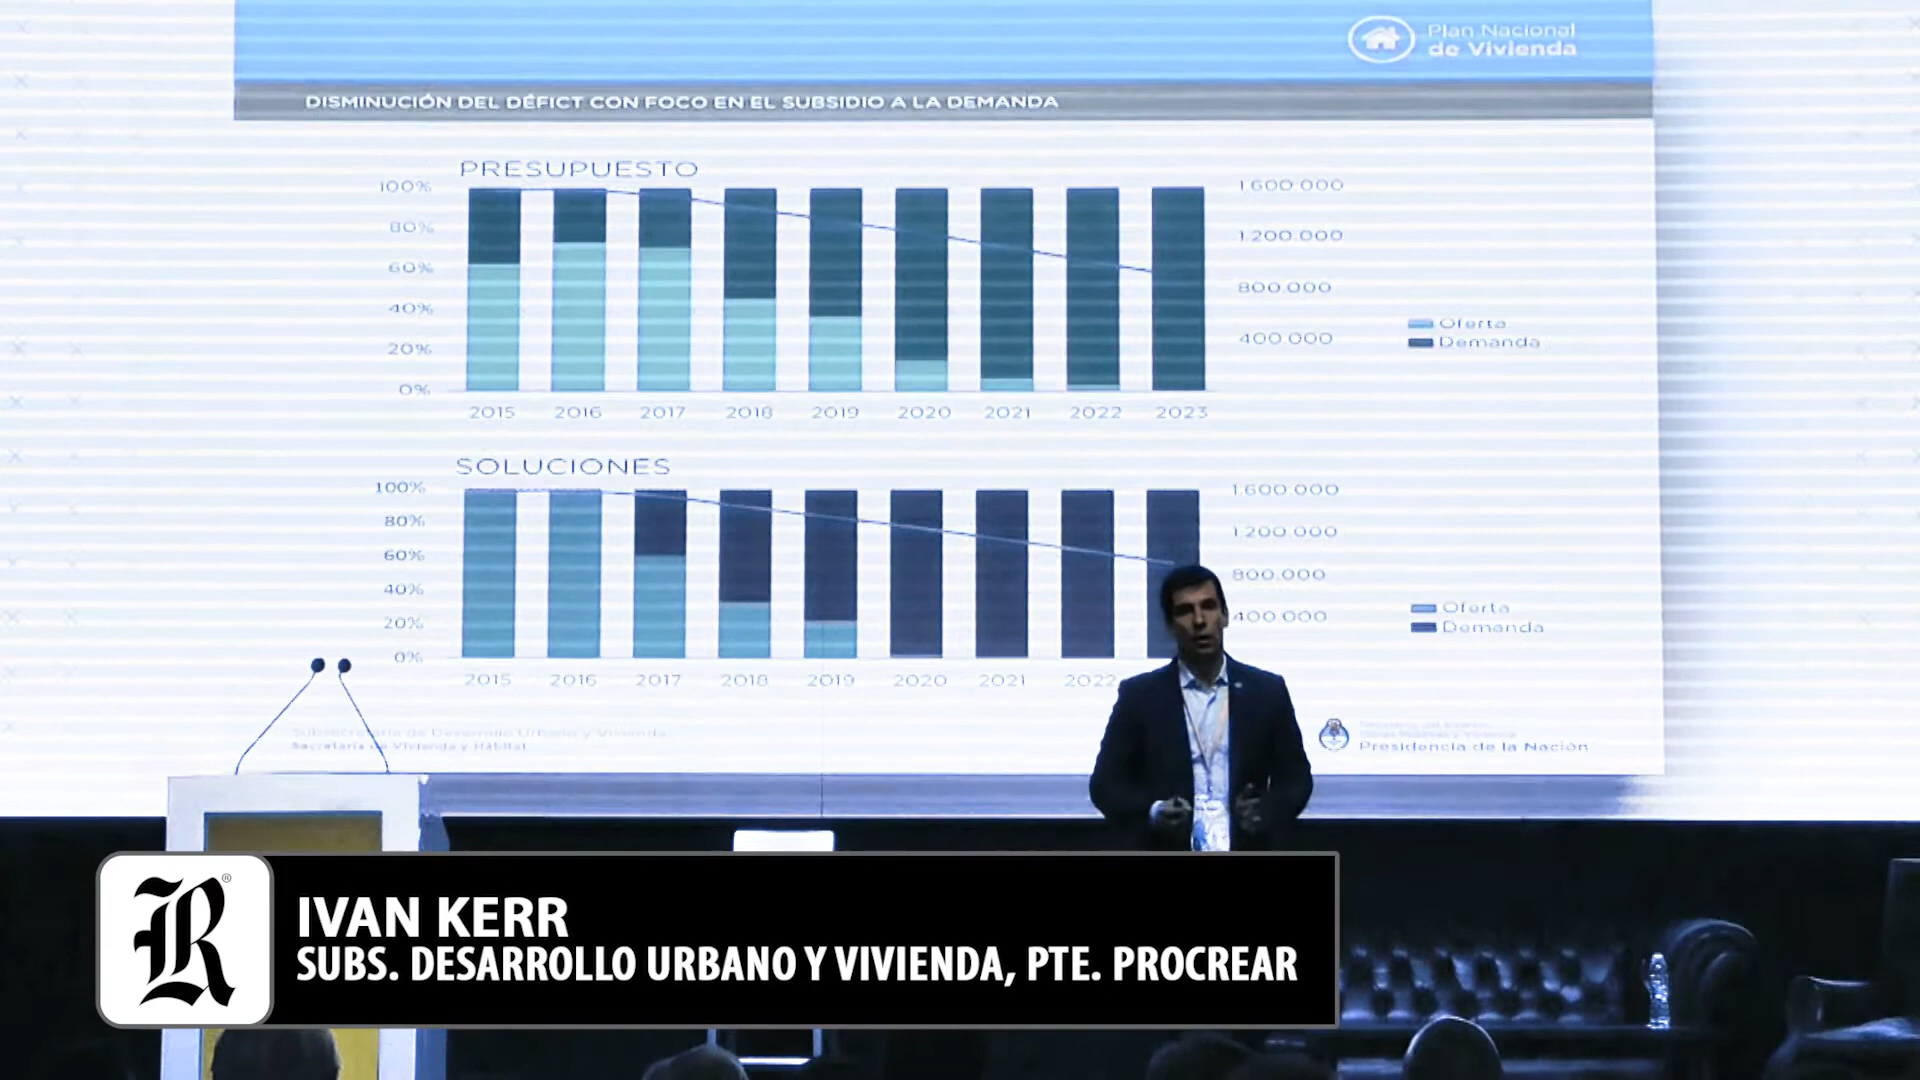 Plan Nacional
de Vivienda
DISMINUCIÓN DEL DÉFICT CON FOCO EN EL SUBSIDIO A LA DEMANDA
PRESUPUESTO
100%
80%
60%
40%
20%
0%
1.600.000
1.200.000
800.000
400.000
Oferta
Demanda
2015 2016 2017 2018 2019 2020 2021 2022 2023
SOLUCIONES
100%
80%
60%
40%
20%
0%
1.600.000
1.200.000
800.000
400.000
Oferta
Demanda
2015 2016 2017 2018 2019 2020 2021 2022
Subsecretaría de Desarrollo Urbano y Vivienda
Secretaría de Vivienda y Hábitat
Presidencia de la Nación
R®
IVAN KERR
SUBS. DESARROLLO URBANO Y VIVIENDA, PTE. PROCREAR